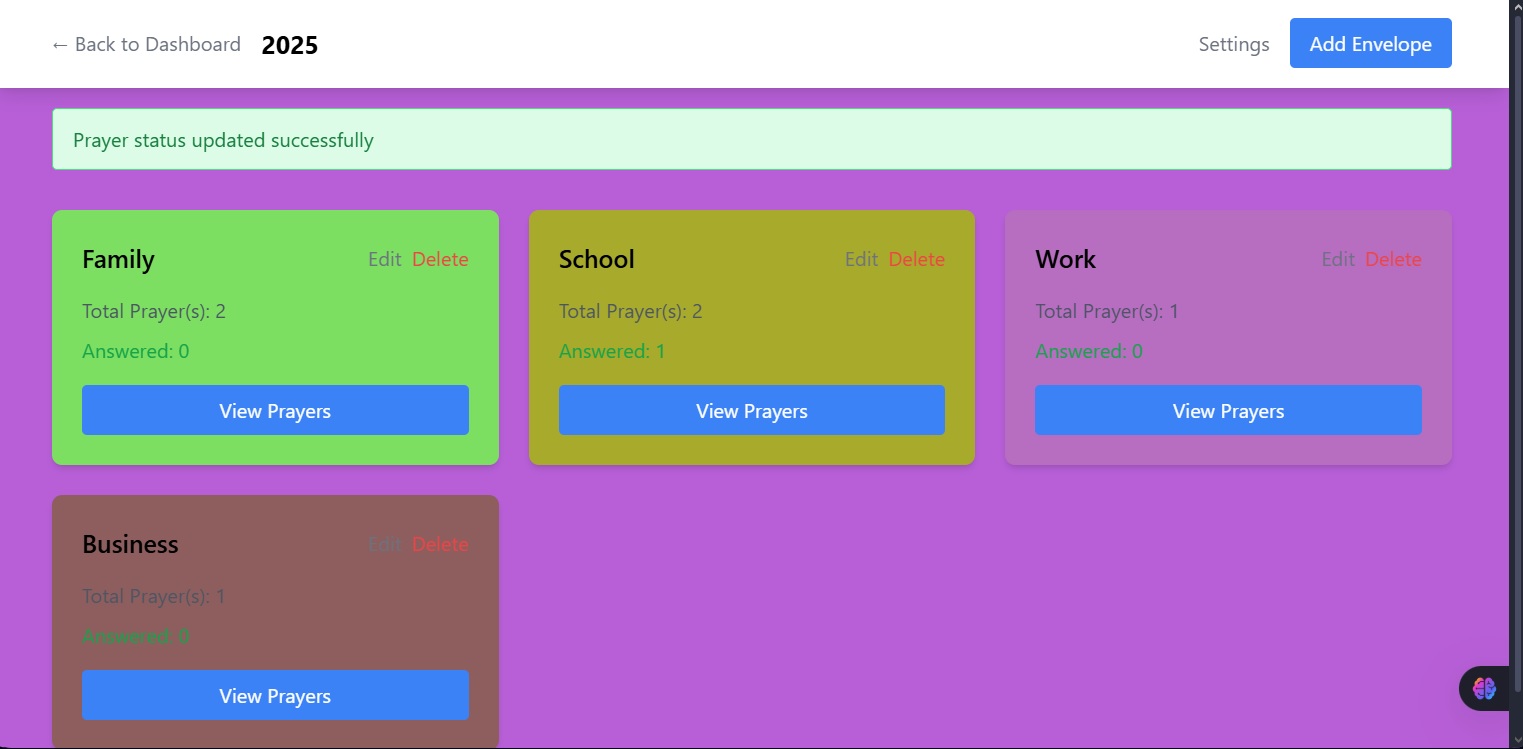 ← Back to Dashboard 2025 Settings Add Envelope
Prayer status updated successfully
Family Edit Delete
Total Prayer(s): 2
Answered: 0
View Prayers
School Edit Delete
Total Prayer(s): 2
Answered: 1
View Prayers
Work Edit Delete
Total Prayer(s): 1
Answered: 0
View Prayers
Business Edit Delete
Total Prayer(s): 1
Answered: 0
View Prayers